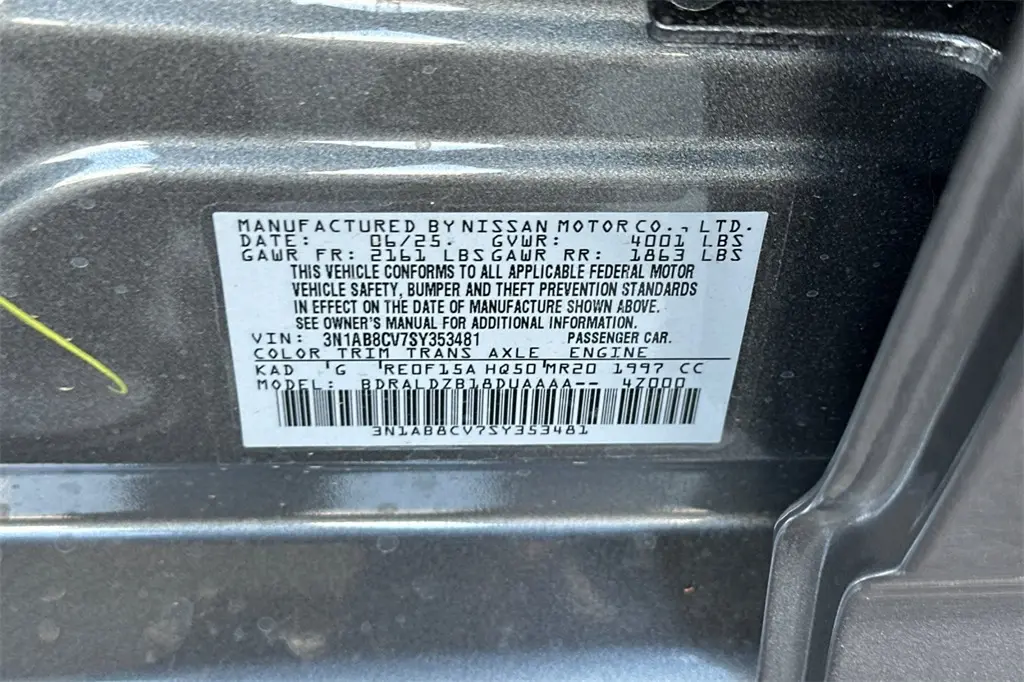 MANUFACTURED BY NISSAN MOTOR CO., LTD.
DATE: 06/25. GVWR: 4001 LBS
GAWR FR: 2161 LBS GAWR RR: 1863 LBS
THIS VEHICLE CONFORMS TO ALL APPLICABLE FEDERAL MOTOR
VEHICLE SAFETY, BUMPER AND THEFT PREVENTION STANDARDS
IN EFFECT ON THE DATE OF MANUFACTURE SHOWN ABOVE.
SEE OWNER'S MANUAL FOR ADDITIONAL INFORMATION.
VIN: 3N1AB8CV7SY353481 PASSENGER CAR.
COLOR TRIM TRANS AXLE ENGINE
KAD 'G RE0F15A HQ50 MR20 1997 CC
MODEL: BDRALDZB18DUAAAA-- 4Z000
3N1AB8CV7SY353481